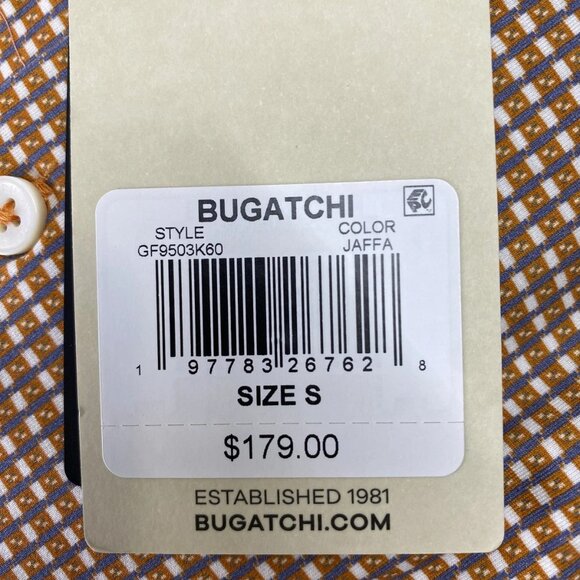 BUGATCHI
STYLE COLOR
GF9503K60 JAFFA
1 97783 26762 8
SIZE S
$179.00
ESTABLISHED 1981
BUGATCHI.COM